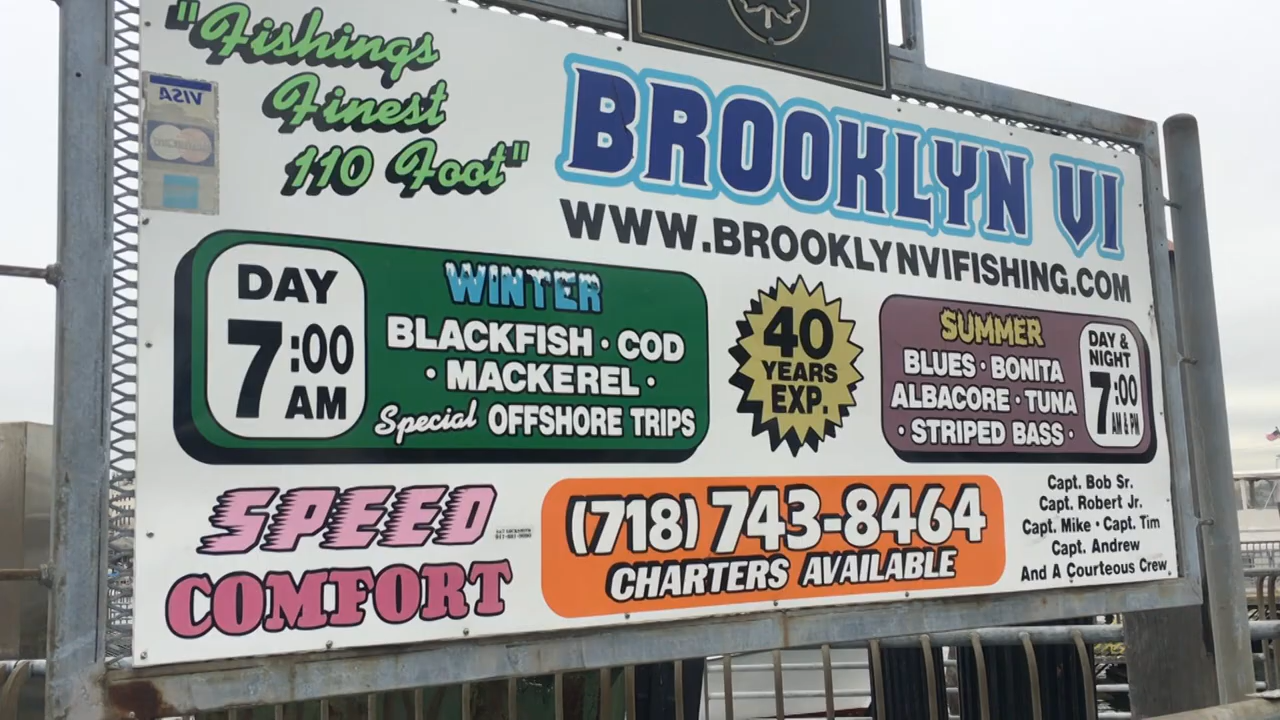 "Fishings
Finest
110 Foot"
VISA
BROOKLYN VI
WWW.BROOKLYNVIFISHING.COM
DAY
7:00
AM
WINTER
BLACKFISH · COD
· MACKEREL ·
Special OFFSHORE TRIPS
40
YEARS
EXP.
SUMMER
BLUES · BONITA
ALBACORE · TUNA
· STRIPED BASS ·
DAY &
NIGHT
7:00
AM & PM
SPEED
COMFORT
(718) 743-8464
CHARTERS AVAILABLE
Capt. Bob Sr.
Capt. Robert Jr.
Capt. Mike · Capt. Tim
Capt. Andrew
And A Courteous Crew